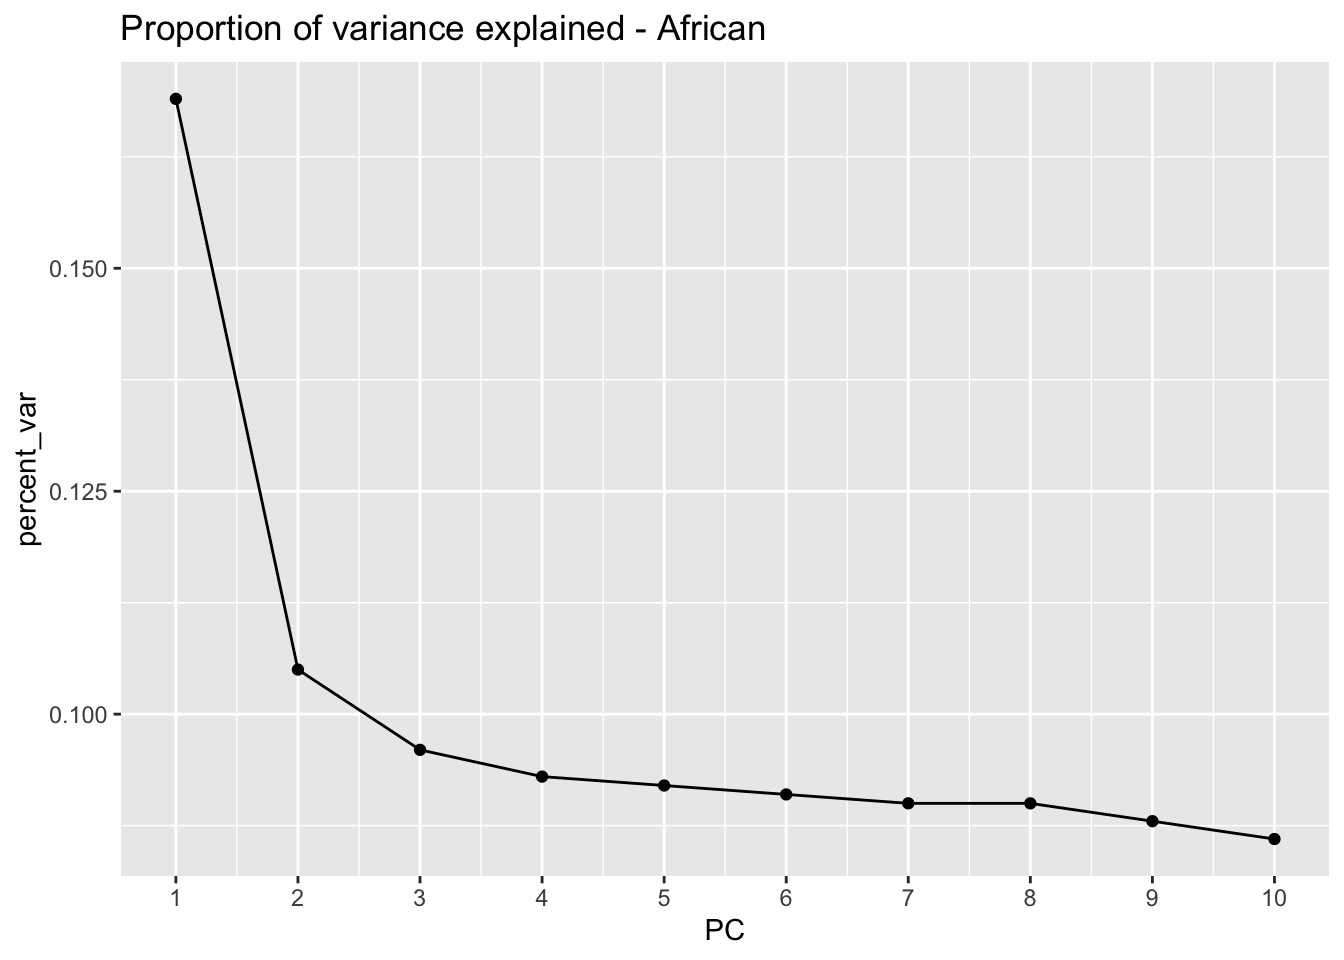 Proportion of variance explained - African
percent_var
0.150
0.125
0.100
1 2 3 4 5 6 7 8 9 10
PC